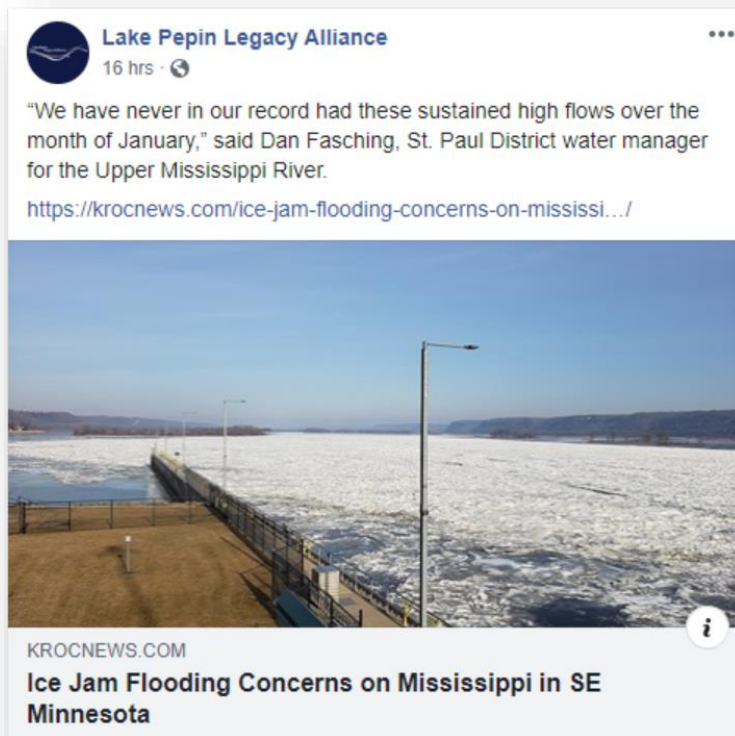 Lake Pepin Legacy Alliance
16 hrs ·
“We have never in our record had these sustained high flows over the
month of January,” said Dan Fasching, St. Paul District water manager
for the Upper Mississippi River.
https://krocnews.com/ice-jam-flooding-concerns-on-mississi…/
i
KROCNEWS.COM
Ice Jam Flooding Concerns on Mississippi in SE
Minnesota